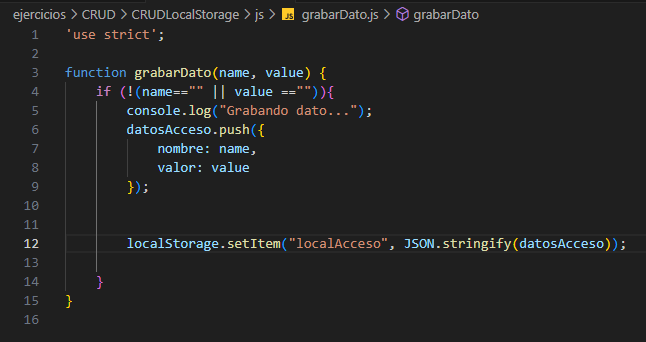 ejercicios > CRUD > CRUDLocalStorage > js > JS grabarDato.js > grabarDato
1 'use strict';
2
3 function grabarDato(name, value) {
4 if (!(name=="" || value =="")){
5 console.log("Grabando dato...");
6 datosAcceso.push({
7 nombre: name,
8 valor: value
9 });
10
11
12 localStorage.setItem("localAcceso", JSON.stringify(datosAcceso));
13
14 }
15 }
16